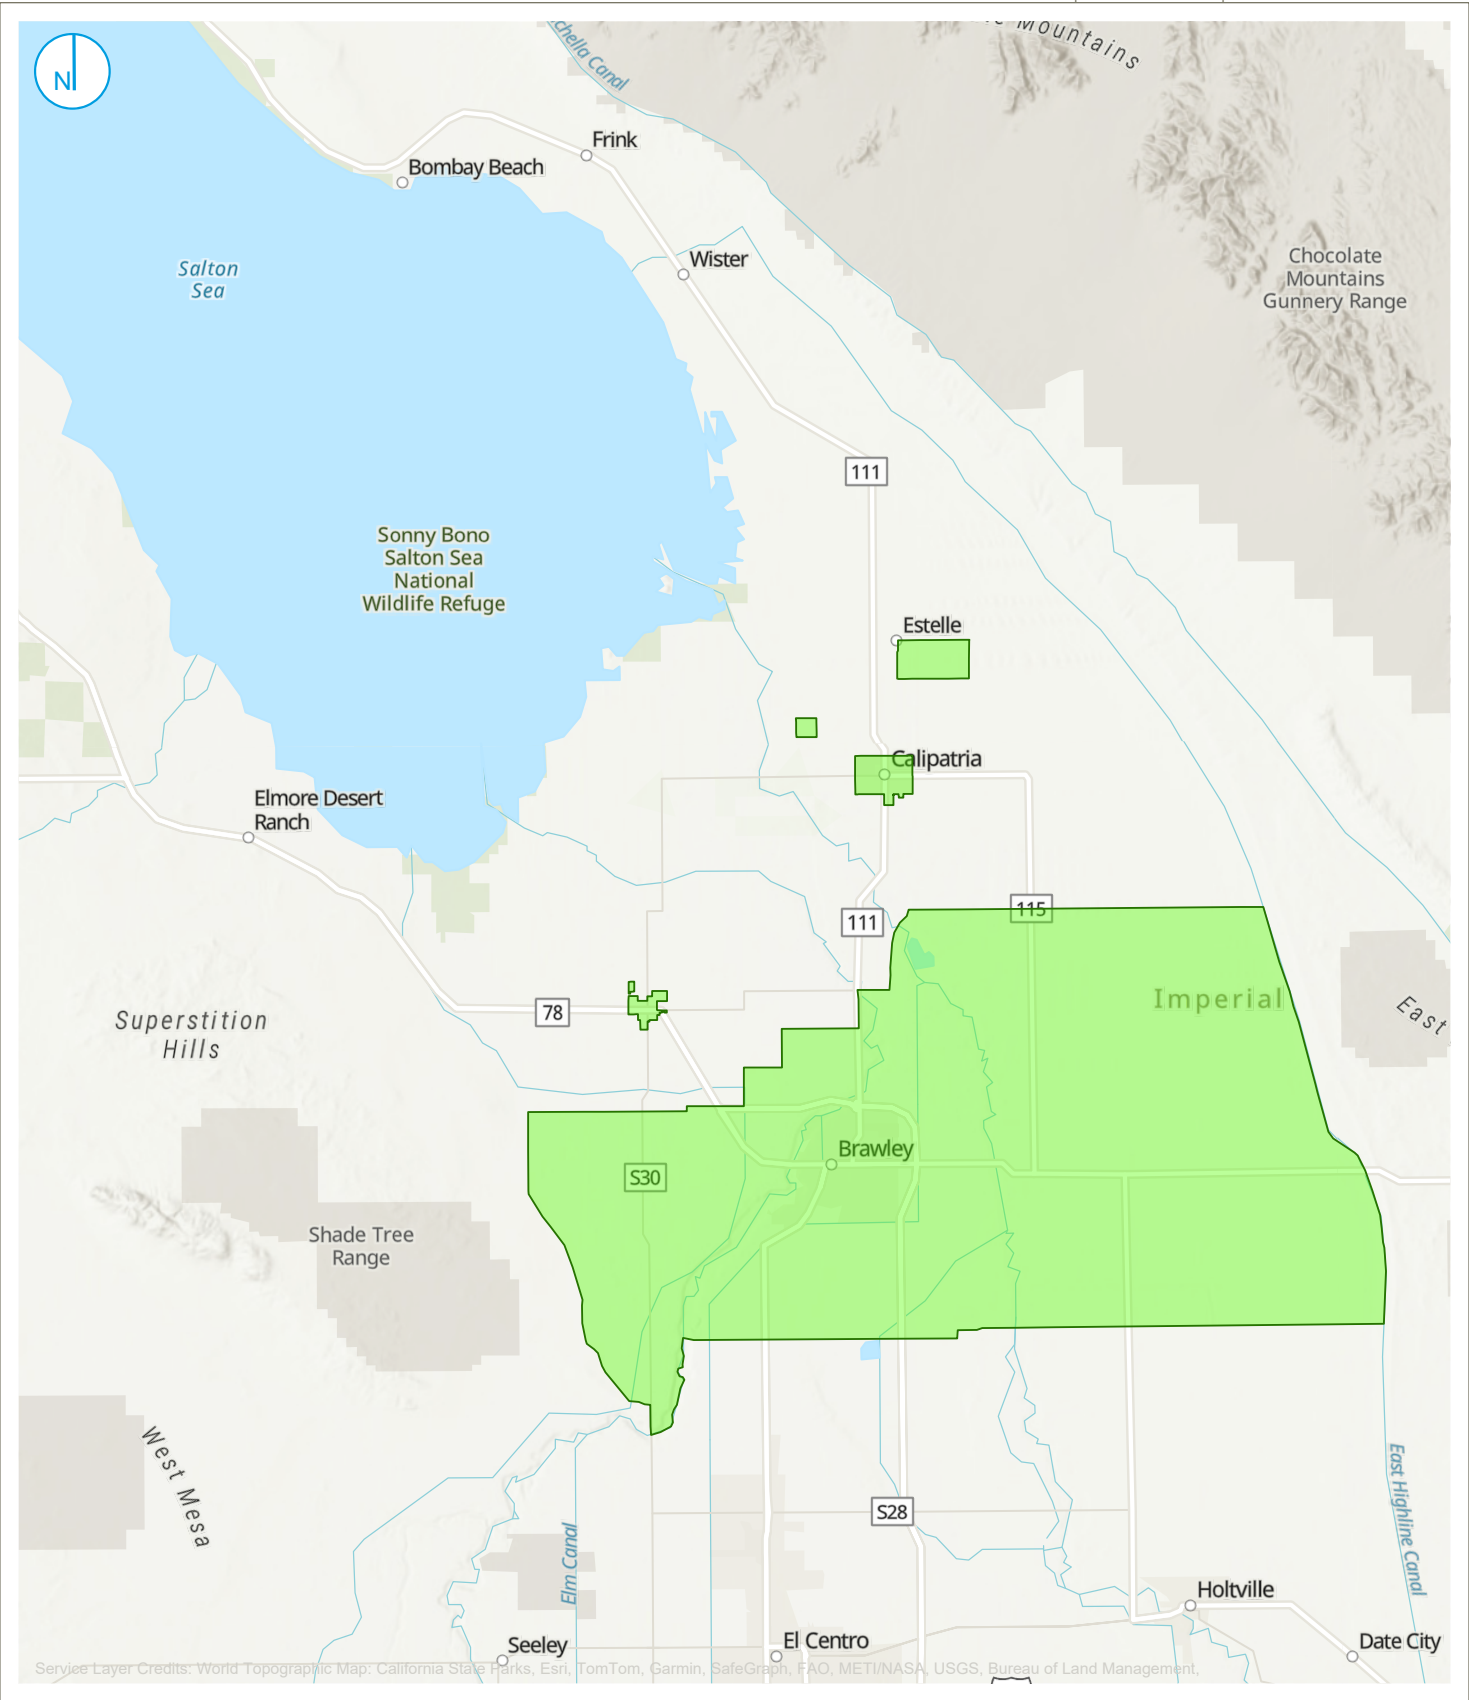 N
Mountains
Canal
Frink
Bombay Beach
Wister
Salton
Sea
Chocolate
Mountains
Gunnery Range
111
Sonny Bono
Salton Sea
National
Wildlife Refuge
Estelle
Calipatria
Elmore Desert
Ranch
115
111
Imperial
78
East
Superstition
Hills
Brawley
S30
Shade Tree
Range
West Mesa
S28
East Highline Canal
Elm Canal
Holtville
Seeley
El Centro
Date City
Service Layer Credits: World Topographic Map: California State Parks, Esri, TomTom, Garmin, SafeGraph, FAO, METI/NASA, USGS, Bureau of Land Management,